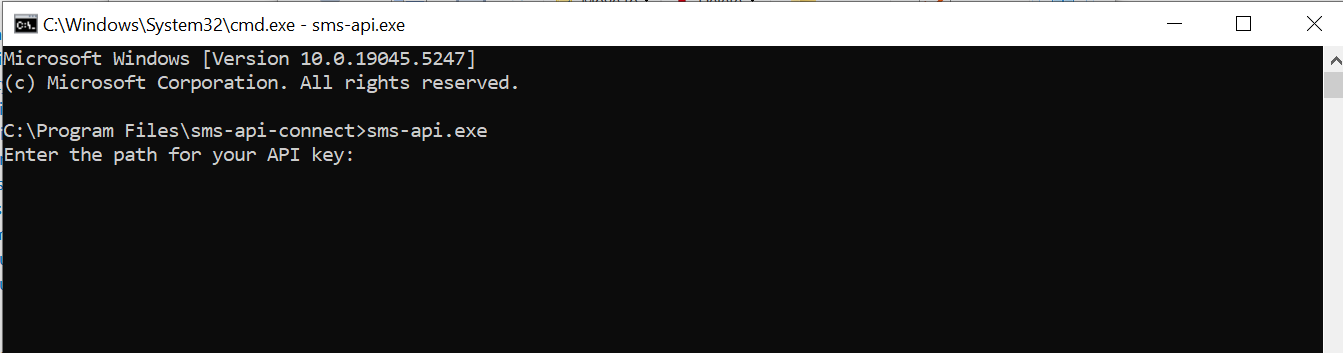 C:\Windows\System32\cmd.exe - sms-api.exe
Microsoft Windows [Version 10.0.19045.5247]
(c) Microsoft Corporation. All rights reserved.
C:\Program Files\sms-api-connect>sms-api.exe
Enter the path for your API key: